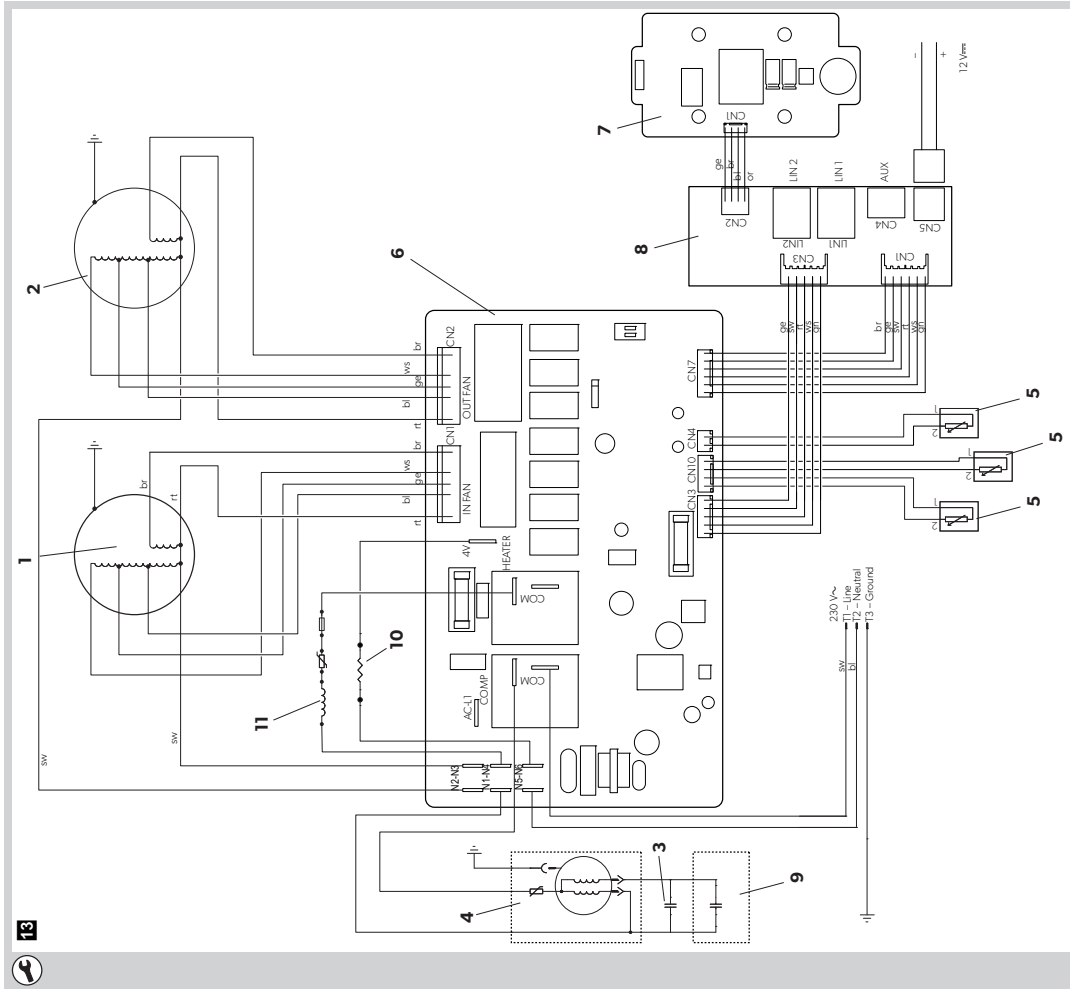 13
1
2
3
4
5
5
5
6
7
8
9
10
11
sw
sw
br
rt
rt
bl
ge
ws
br
rt
bl
ge
ws
br
IN FAN
CN1
OUT FAN
CN2
4V
HEATER
COM
COM
AC-L1
COMP
N2-N3
N1-N4
N5-N6
CN3
CN10
CN4
CN7
1
2
1
2
1
2
ge
sw
rt
ws
gn
br
ge
sw
rt
ws
gn
CN3
CN1
CN2
LIN2
LIN1
CN4
CN5
LIN 2
LIN 1
AUX
ge
br
bl
or
CN1
–
+
12 V
230 V~
T1 – Line
T2 – Neutral
T3 – Ground
sw
bl